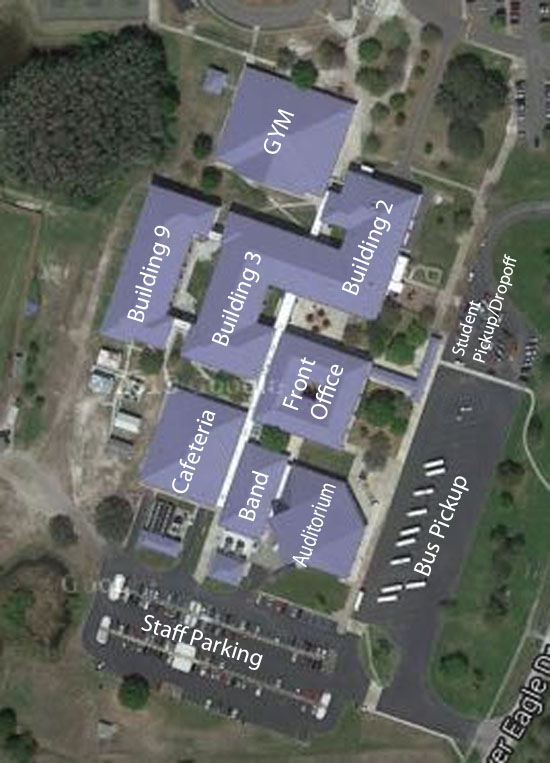 GYM
Building 9
Building 3
Building 2
Student
Pickup/Dropoff
Front
Office
Cafeteria
Band
Auditorium
Bus Pickup
Staff Parking
Eagle